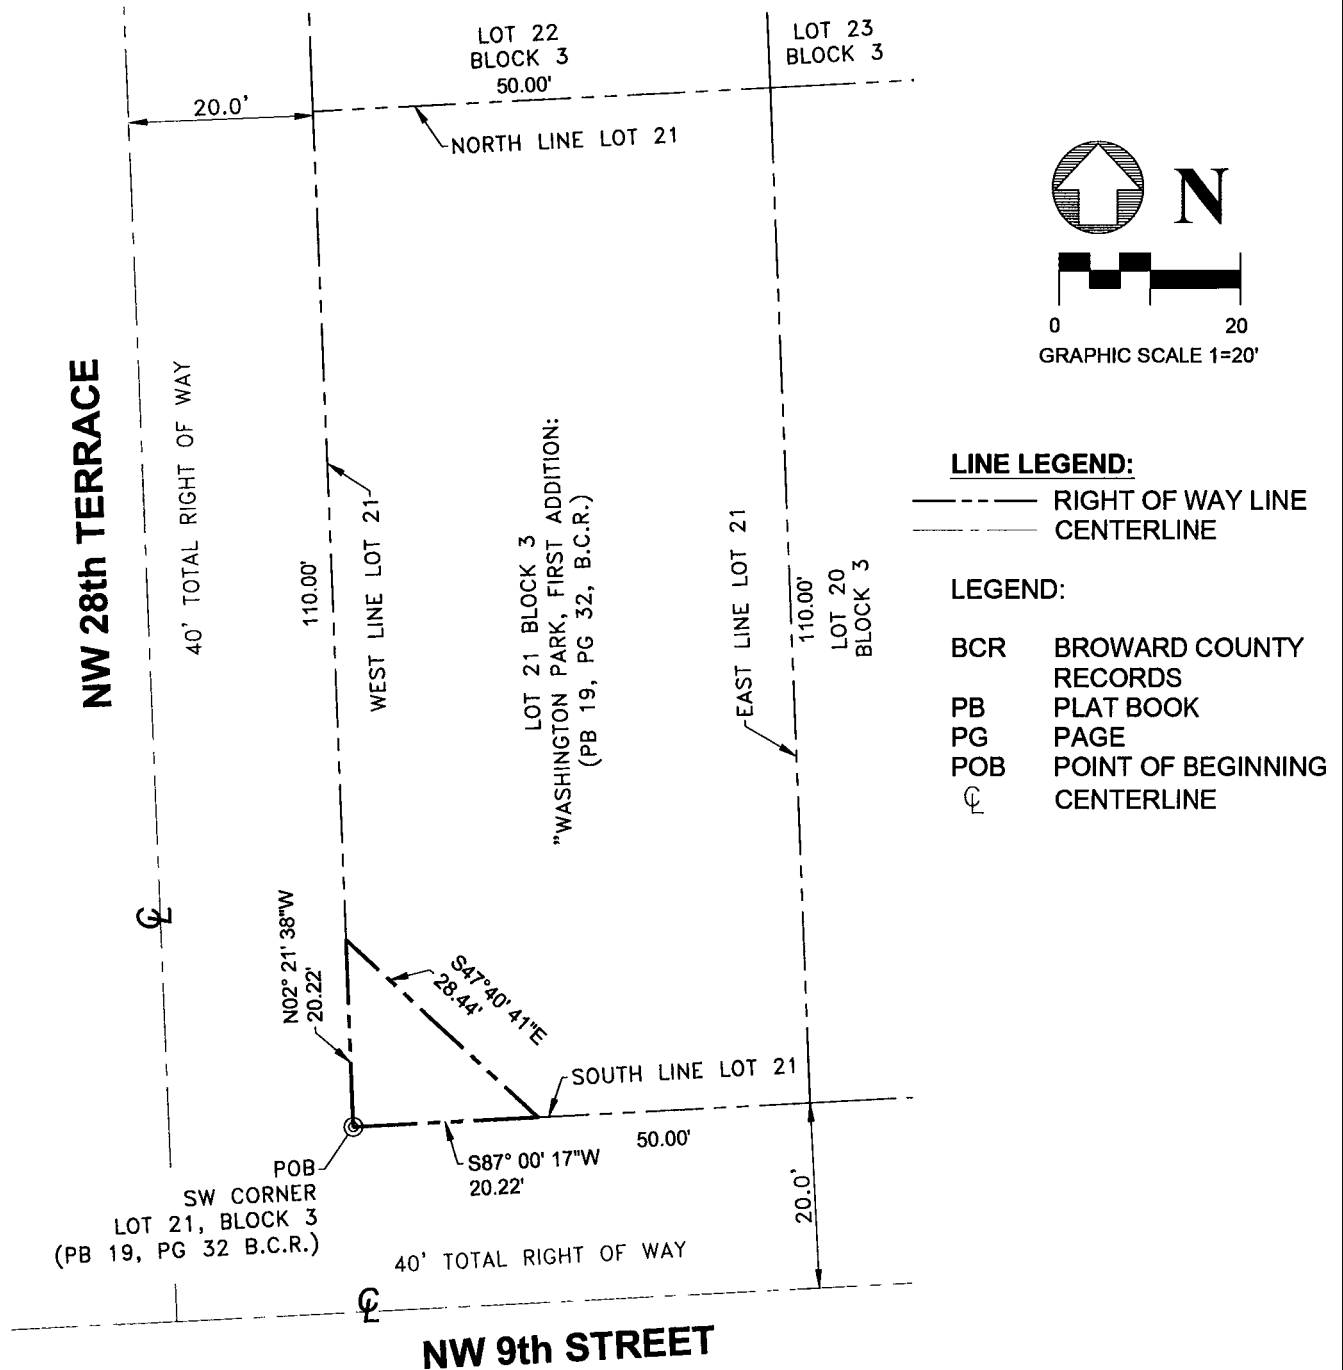 LOT 22
BLOCK 3
50.00'
LOT 23
BLOCK 3
20.0'
NORTH LINE LOT 21
N
0 20
GRAPHIC SCALE 1=20'
NW 28th TERRACE
40' TOTAL RIGHT OF WAY
110.00'
WEST LINE LOT 21
LOT 21 BLOCK 3
"WASHINGTON PARK, FIRST ADDITION:
(PB 19, PG 32, B.C.R.)
EAST LINE LOT 21
110.00'
LOT 20
BLOCK 3
LINE LEGEND:
RIGHT OF WAY LINE
CENTERLINE
LEGEND:
BCR BROWARD COUNTY
RECORDS
PB PLAT BOOK
PG PAGE
POB POINT OF BEGINNING
℄ CENTERLINE
℄
N02° 21' 38"W
20.22'
S47°40' 41"E
28.44'
SOUTH LINE LOT 21
50.00'
S87° 00' 17"W
20.22'
POB
SW CORNER
LOT 21, BLOCK 3
(PB 19, PG 32 B.C.R.)
20.0'
40' TOTAL RIGHT OF WAY
℄
NW 9th STREET